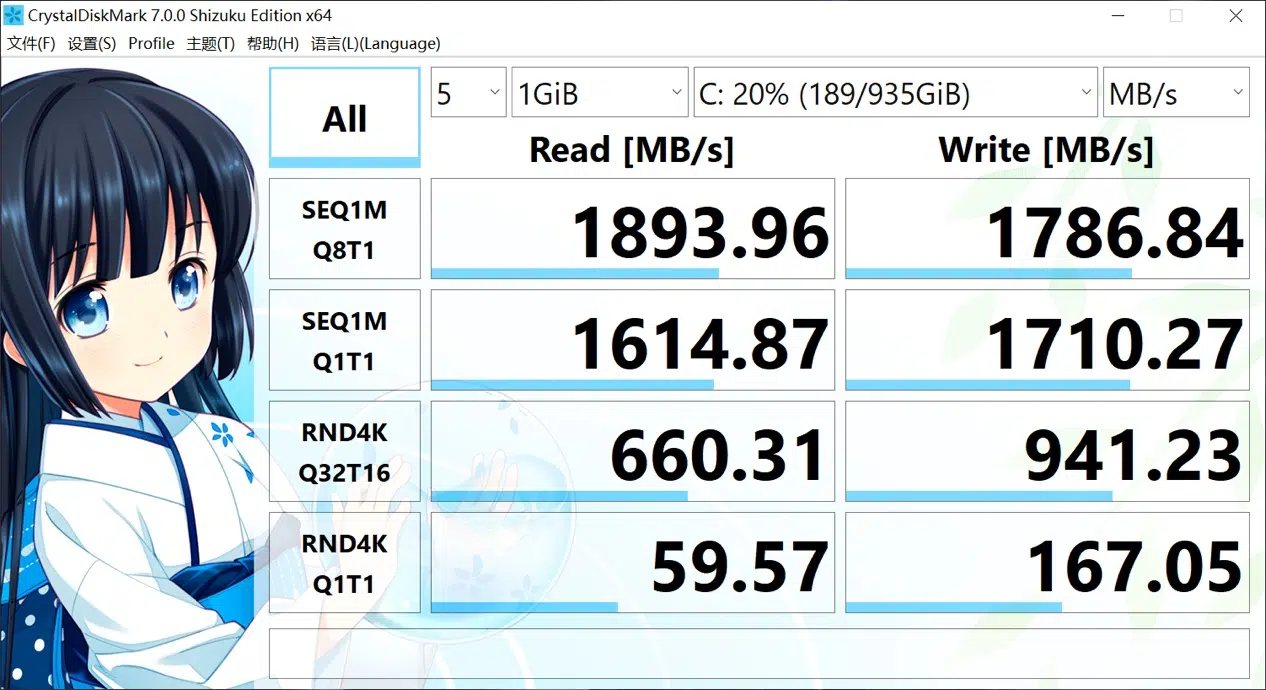 CrystalDiskMark 7.0.0 Shizuku Edition x64
文件(F) 设置(S) Profile 主题(T) 帮助(H) 语言(L)(Language)
All 5 1GiB C: 20% (189/935GiB) MB/s
Read [MB/s] Write [MB/s]
SEQ1M
Q8T1
1893.96 1786.84
SEQ1M
Q1T1
1614.87 1710.27
RND4K
Q32T16
660.31 941.23
RND4K
Q1T1
59.57 167.05